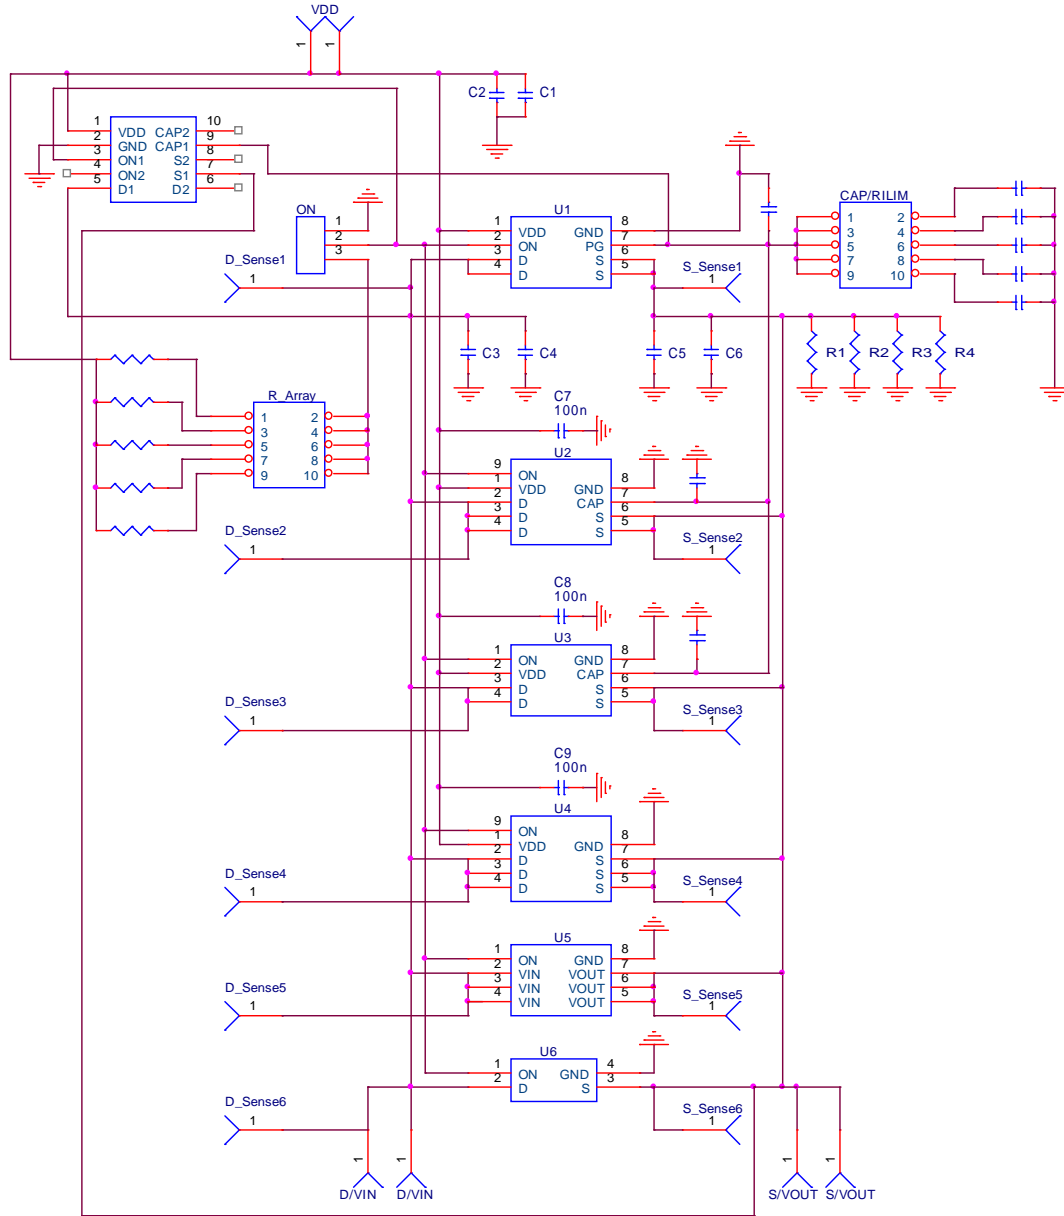 VDD
1 1
C2 C1
1 VDD CAP2 10
2 GND CAP1 9
3 ON1 S2 8
4 ON2 S1 7
5 D1 D2 6
ON
1
2
3
U1
1 VDD GND 8
2 ON PG 7
3 D S 6
4 D S 5
CAP/RILIM
1 2
3 4
5 6
7 8
9 10
D_Sense1
1
S_Sense1
1
C3 C4 C5 C6
R1 R2 R3 R4
R_Array
1 2
3 4
5 6
7 8
9 10
C7
100n
U2
9 ON
1 VDD GND 8
2 D CAP 7
3 D S 6
4 D S 5
D_Sense2
1
S_Sense2
1
C8
100n
U3
1 ON GND 8
2 VDD CAP 7
3 D S 6
4 D S 5
D_Sense3
1
S_Sense3
1
C9
100n
U4
9 ON
1 VDD GND 8
2 D S 7
3 D S 6
4 D S 5
D_Sense4
1
S_Sense4
1
U5
1 ON GND 8
2 VIN VOUT 7
3 VIN VOUT 6
4 VIN VOUT 5
D_Sense5
1
S_Sense5
1
U6
1 ON GND 4
2 D S 3
D_Sense6
1
S_Sense6
1
1 1 1 1
D/VIN D/VIN S/VOUT S/VOUT